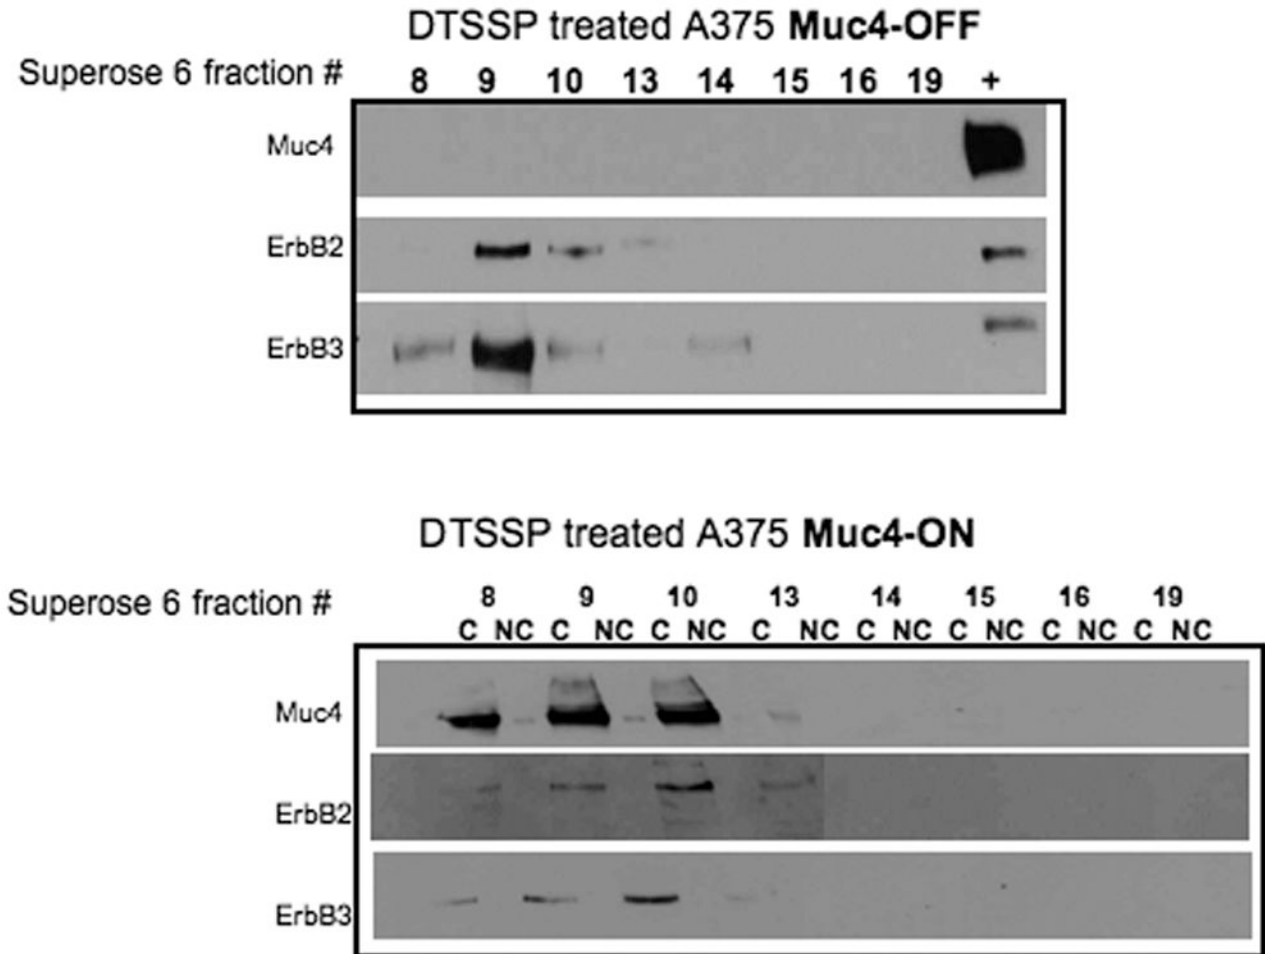 DTSSP treated A375 Muc4-OFF
Superose 6 fraction # 8 9 10 13 14 15 16 19 +
Muc4
ErbB2
ErbB3
DTSSP treated A375 Muc4-ON
Superose 6 fraction # 8 9 10 13 14 15 16 19
C NC C NC C NC C NC C NC C NC C NC C NC
Muc4
ErbB2
ErbB3